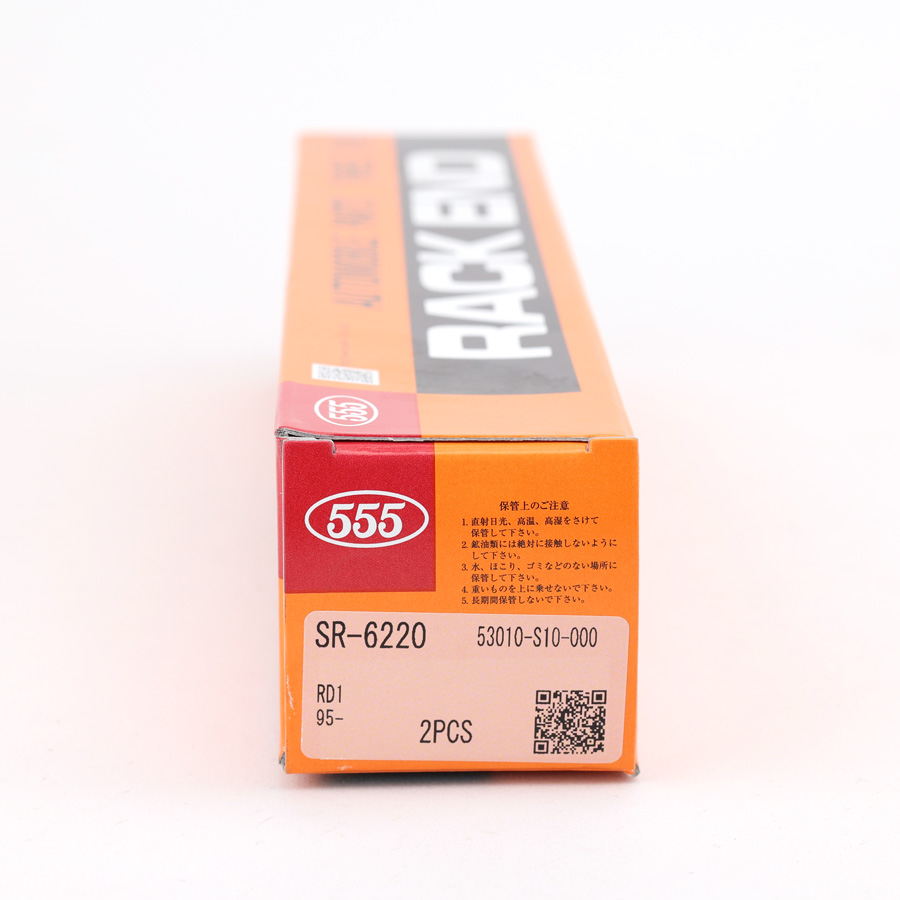 RACK END
555
555
保管上のご注意
1. 直射日光、高温、高湿をさけて
保管して下さい。
2. 鉱油類には絶対に接触しないように
して下さい。
3. 水、ほこり、ゴミなどのない場所に
保管して下さい。
4. 重いものを上に乗せないで下さい。
5. 長期間保管しないで下さい。
SR-6220 53010-S10-000
RD1
95-
2PCS